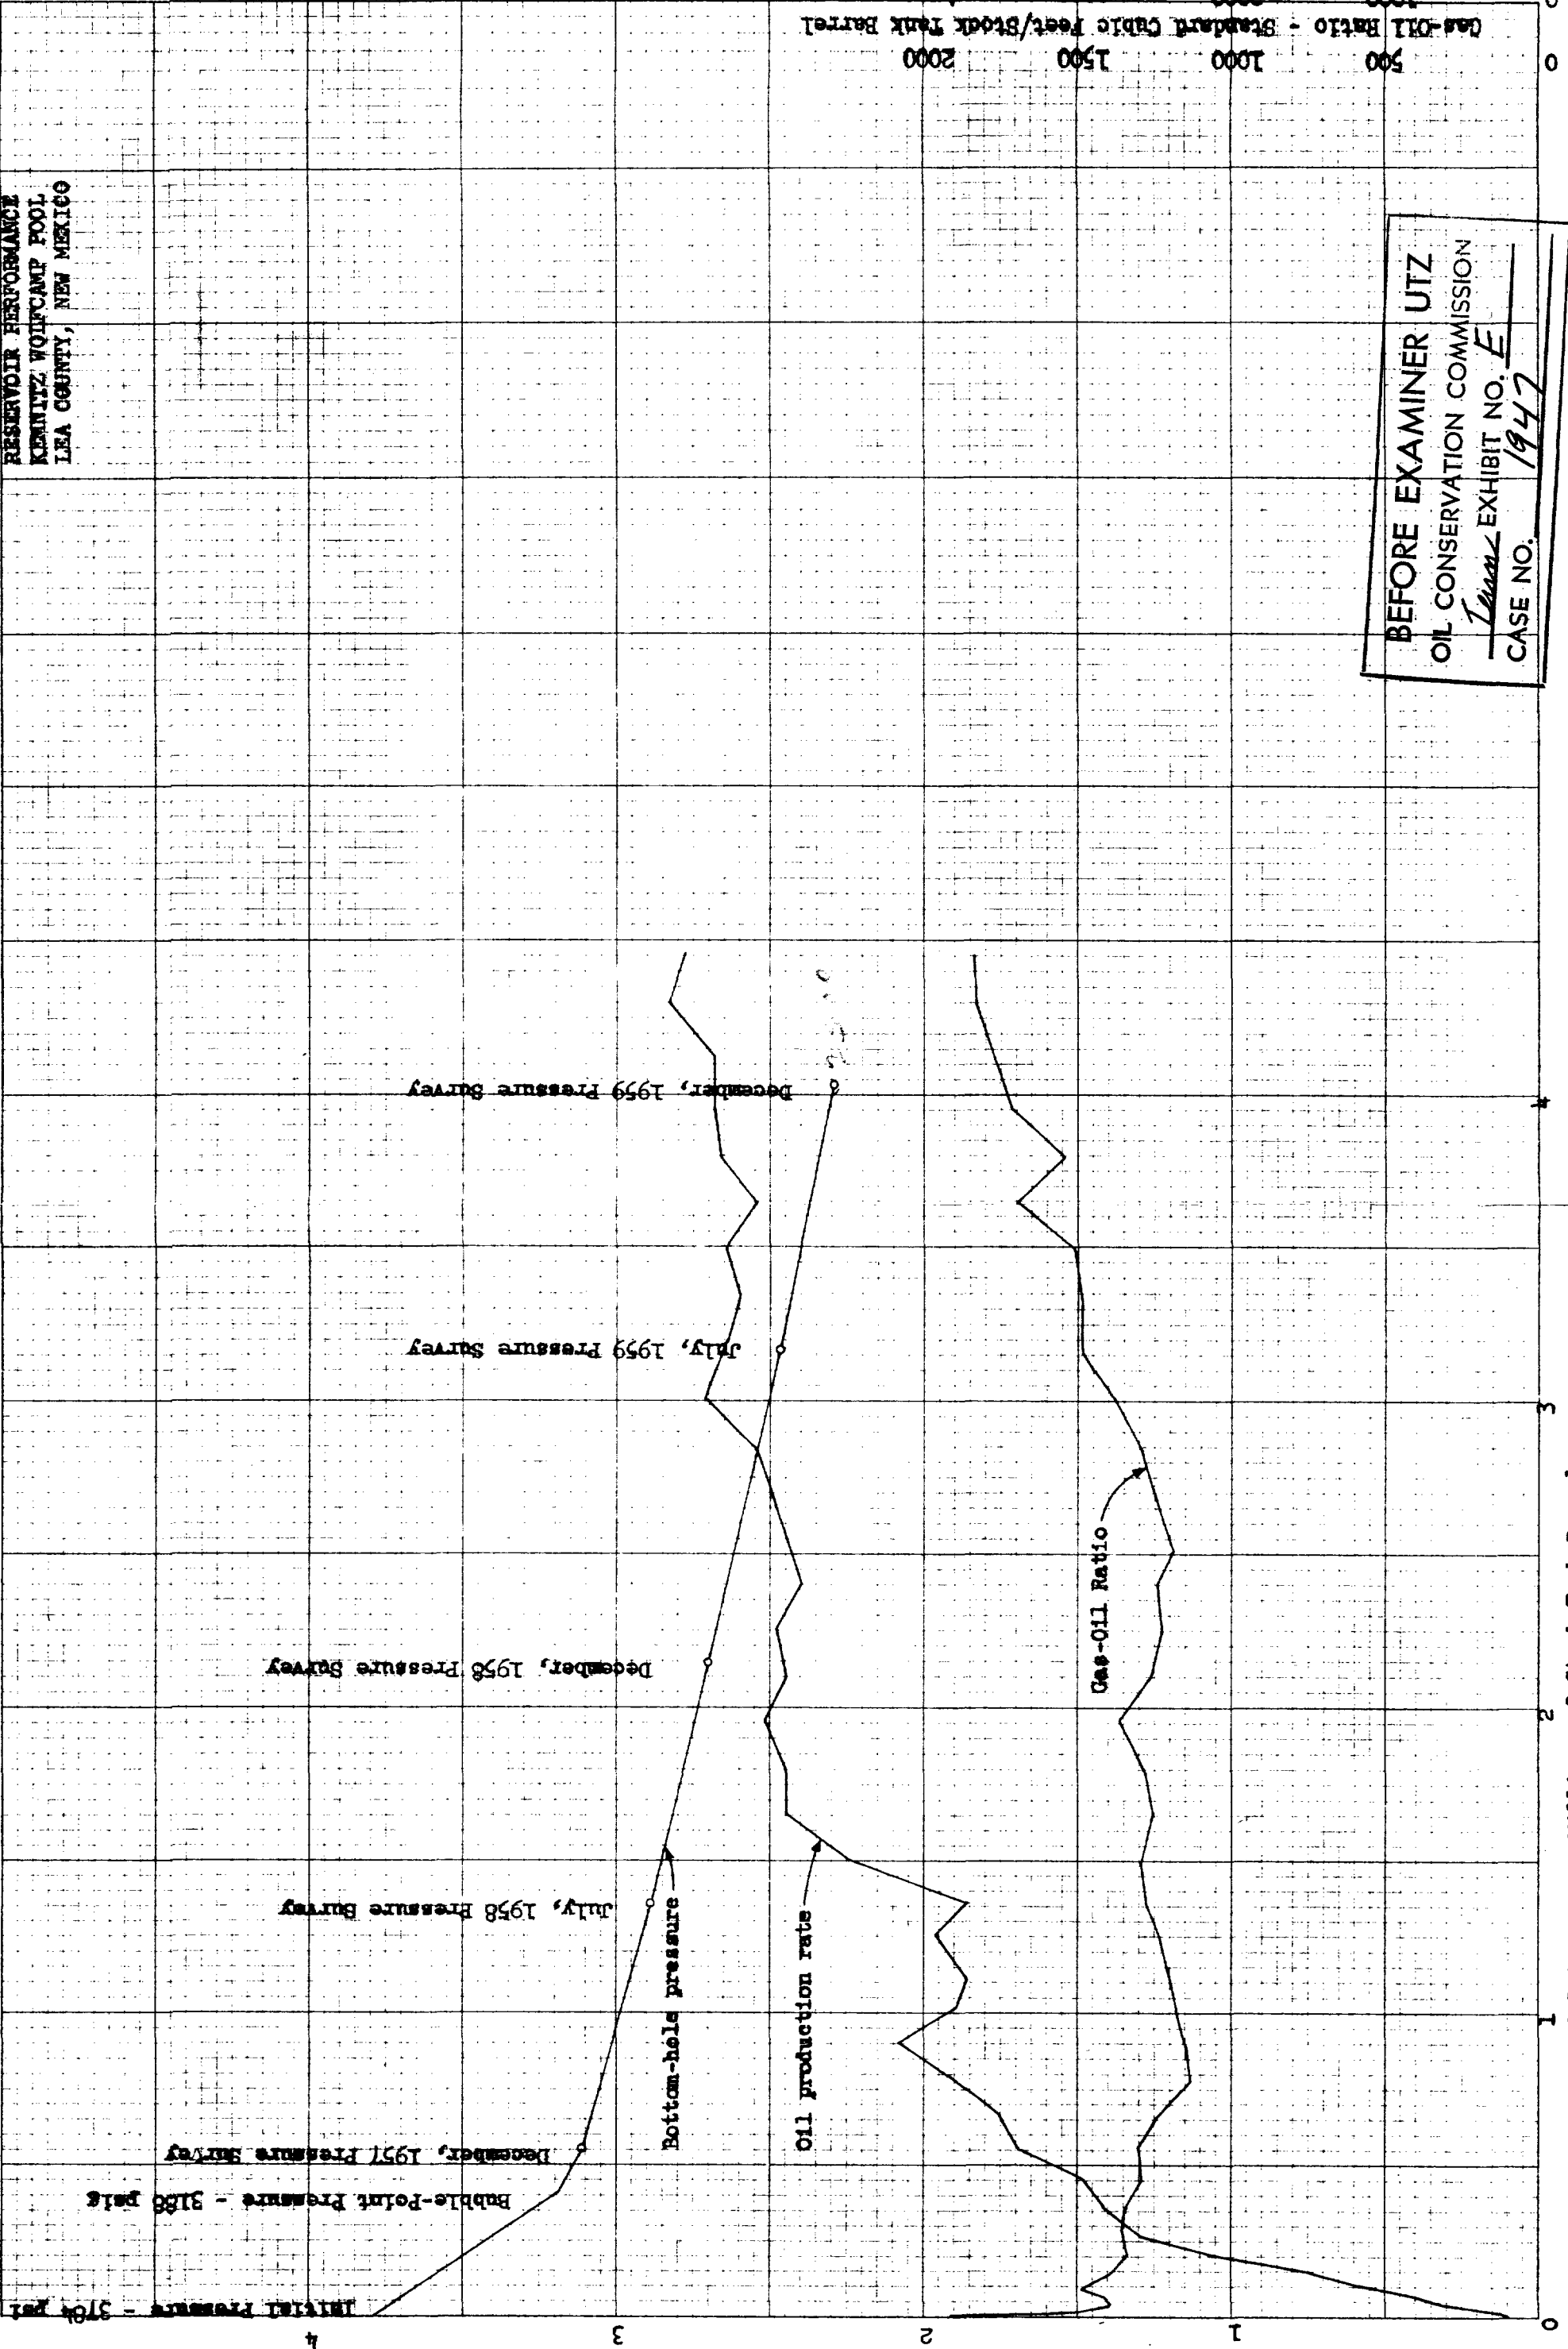 RESERVOIR PERFORMANCE
KEMNITZ WOLFCAMP POOL
LEA COUNTY, NEW MEXICO
Initial Pressure - 3784 psi
Bubble-Point Pressure - 3188 psig
December, 1957 Pressure Survey
July, 1958 Pressure Survey
December, 1958 Pressure Survey
July, 1959 Pressure Survey
December, 1959 Pressure Survey
Bottom-hole pressure
Oil production rate
Gas-Oil Ratio
4
3
2
1
0
1
2
3
4
Gas-Oil Ratio - Standard Cubic Feet/Stock Tank Barrel
0
500
1000
1500
2000
0
BEFORE EXAMINER UTZ
OIL CONSERVATION COMMISSION
EXHIBIT NO. E
CASE NO. 1947